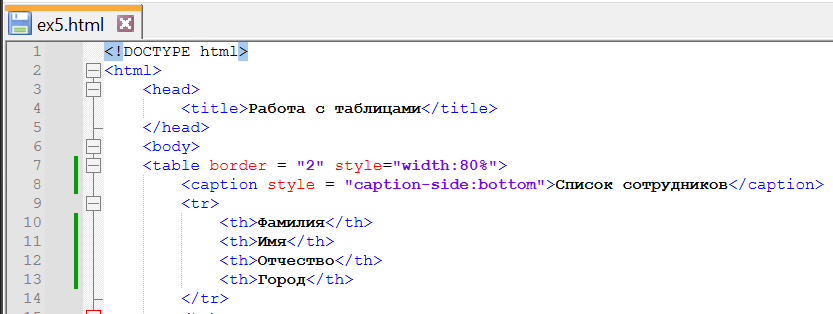 ex5.html
1 <!DOCTYPE html>
2 <html>
3 <head>
4 <title>Работа с таблицами</title>
5 </head>
6 <body>
7 <table border = "2" style="width:80%">
8 <caption style = "caption-side:bottom">Список сотрудников</caption>
9 <tr>
10 <th>Фамилия</th>
11 <th>Имя</th>
12 <th>Отчество</th>
13 <th>Город</th>
14 </tr>